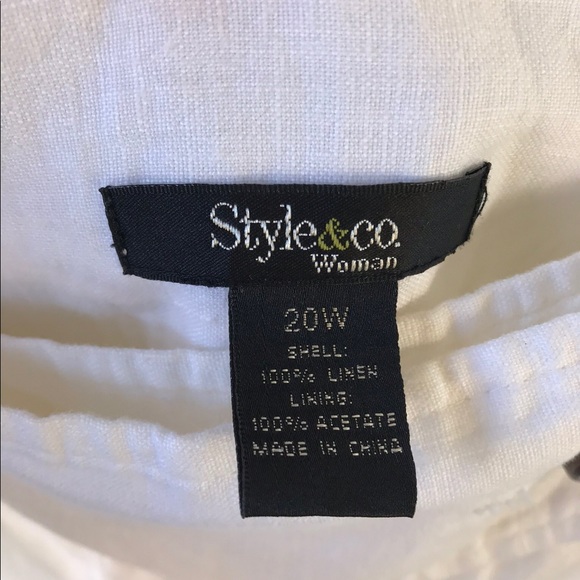 Style&co.
Woman
20W
SHELL:
100% LINEN
LINING:
100% ACETATE
MADE IN CHINA